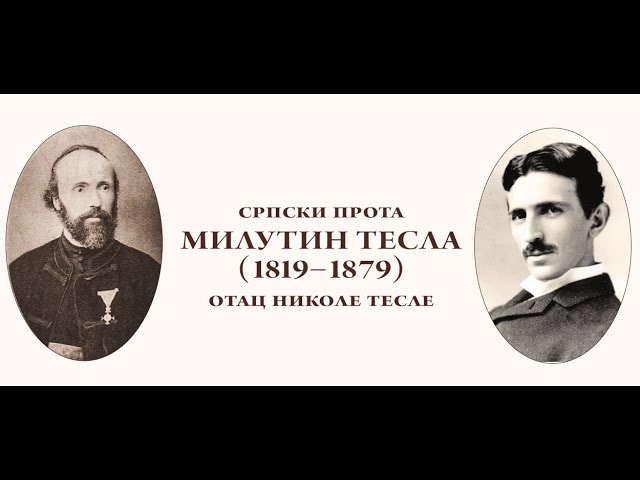 СРПСКИ ПРОТА
МИЛУТИН ТЕСЛА
(1819–1879)
ОТАЦ НИКОЛЕ ТЕСЛЕ